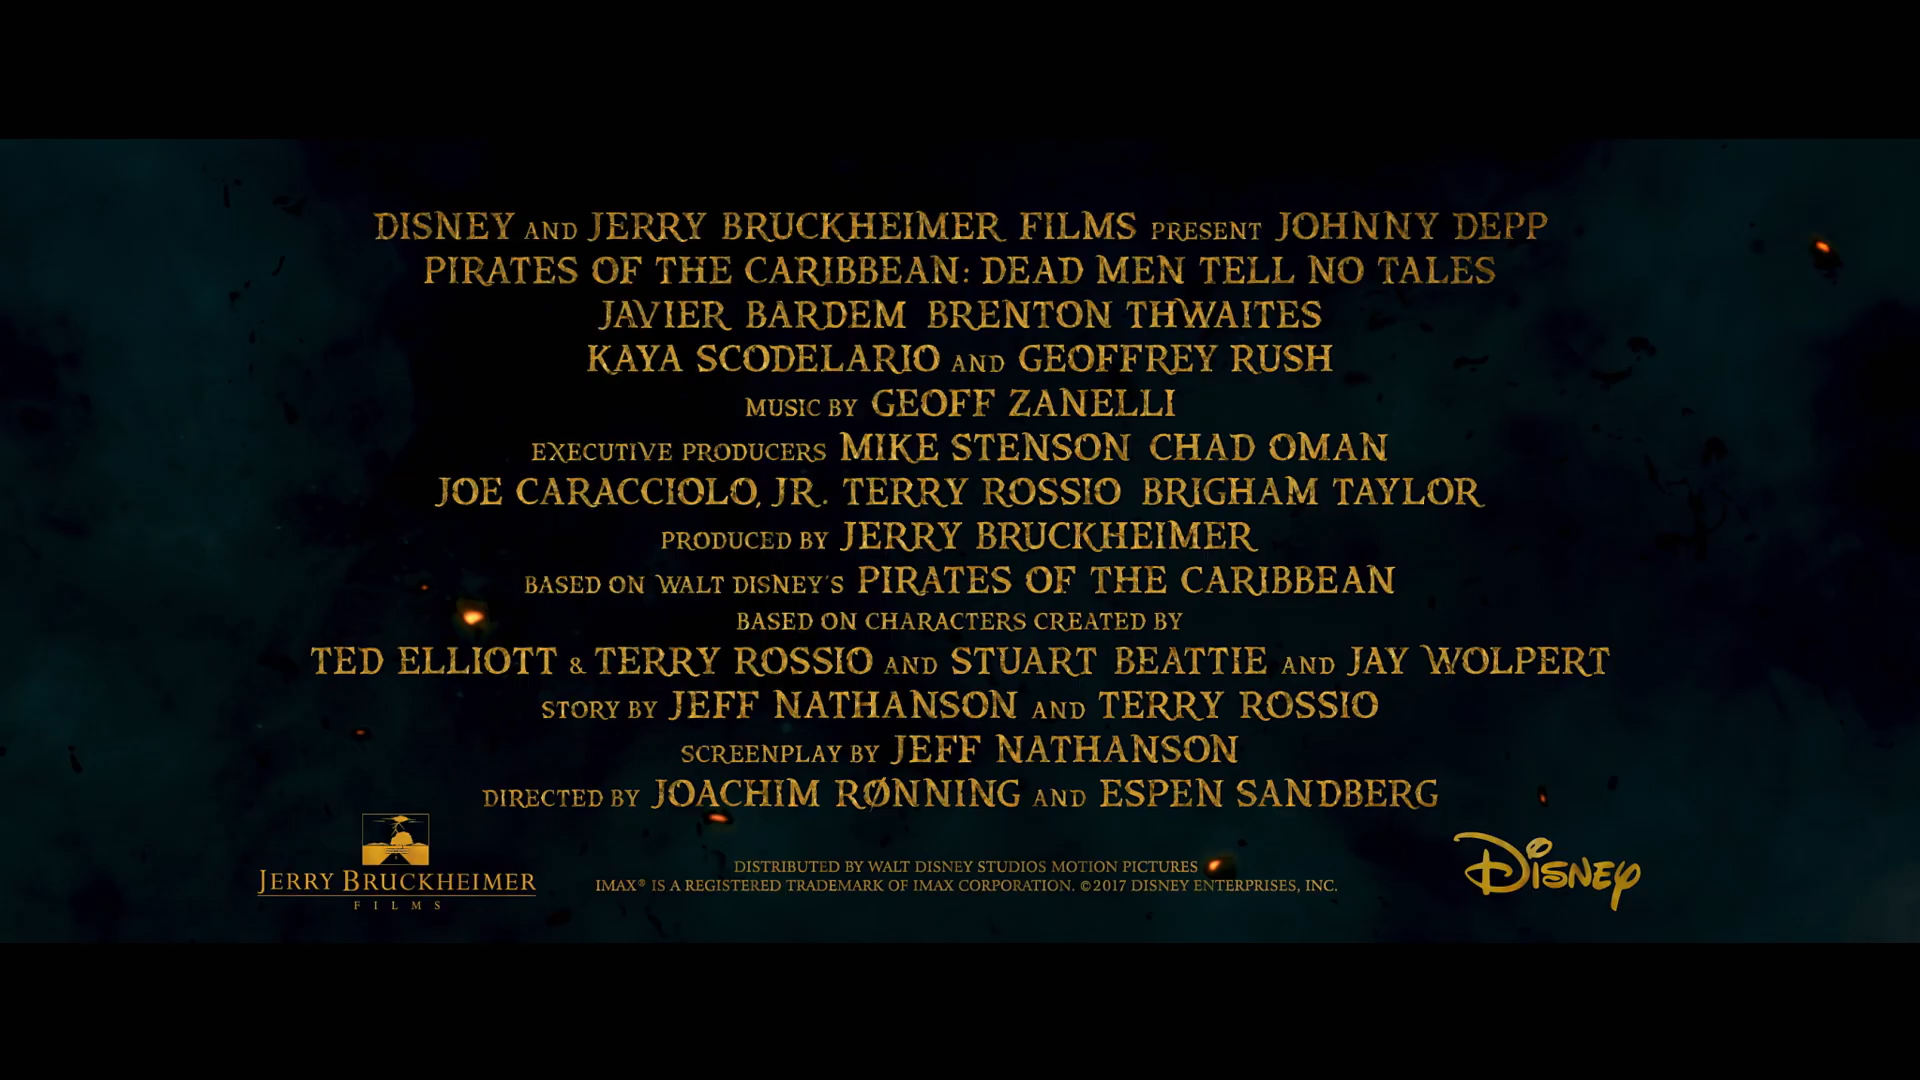 DISNEY AND JERRY BRUCKHEIMER FILMS PRESENT JOHNNY DEPP
PIRATES OF THE CARIBBEAN: DEAD MEN TELL NO TALES
JAVIER BARDEM BRENTON THWAITES
KAYA SCODELARIO AND GEOFFREY RUSH
MUSIC BY GEOFF ZANELLI
EXECUTIVE PRODUCERS MIKE STENSON CHAD OMAN
JOE CARACCIOLO, JR. TERRY ROSSIO BRIGHAM TAYLOR
PRODUCED BY JERRY BRUCKHEIMER
BASED ON WALT DISNEY'S PIRATES OF THE CARIBBEAN
BASED ON CHARACTERS CREATED BY
TED ELLIOTT & TERRY ROSSIO AND STUART BEATTIE AND JAY WOLPERT
STORY BY JEFF NATHANSON AND TERRY ROSSIO
SCREENPLAY BY JEFF NATHANSON
DIRECTED BY JOACHIM RØNNING AND ESPEN SANDBERG
JERRY BRUCKHEIMER
FILMS
DISTRIBUTED BY WALT DISNEY STUDIOS MOTION PICTURES
IMAX® IS A REGISTERED TRADEMARK OF IMAX CORPORATION. ©2017 DISNEY ENTERPRISES, INC.
DISNEY